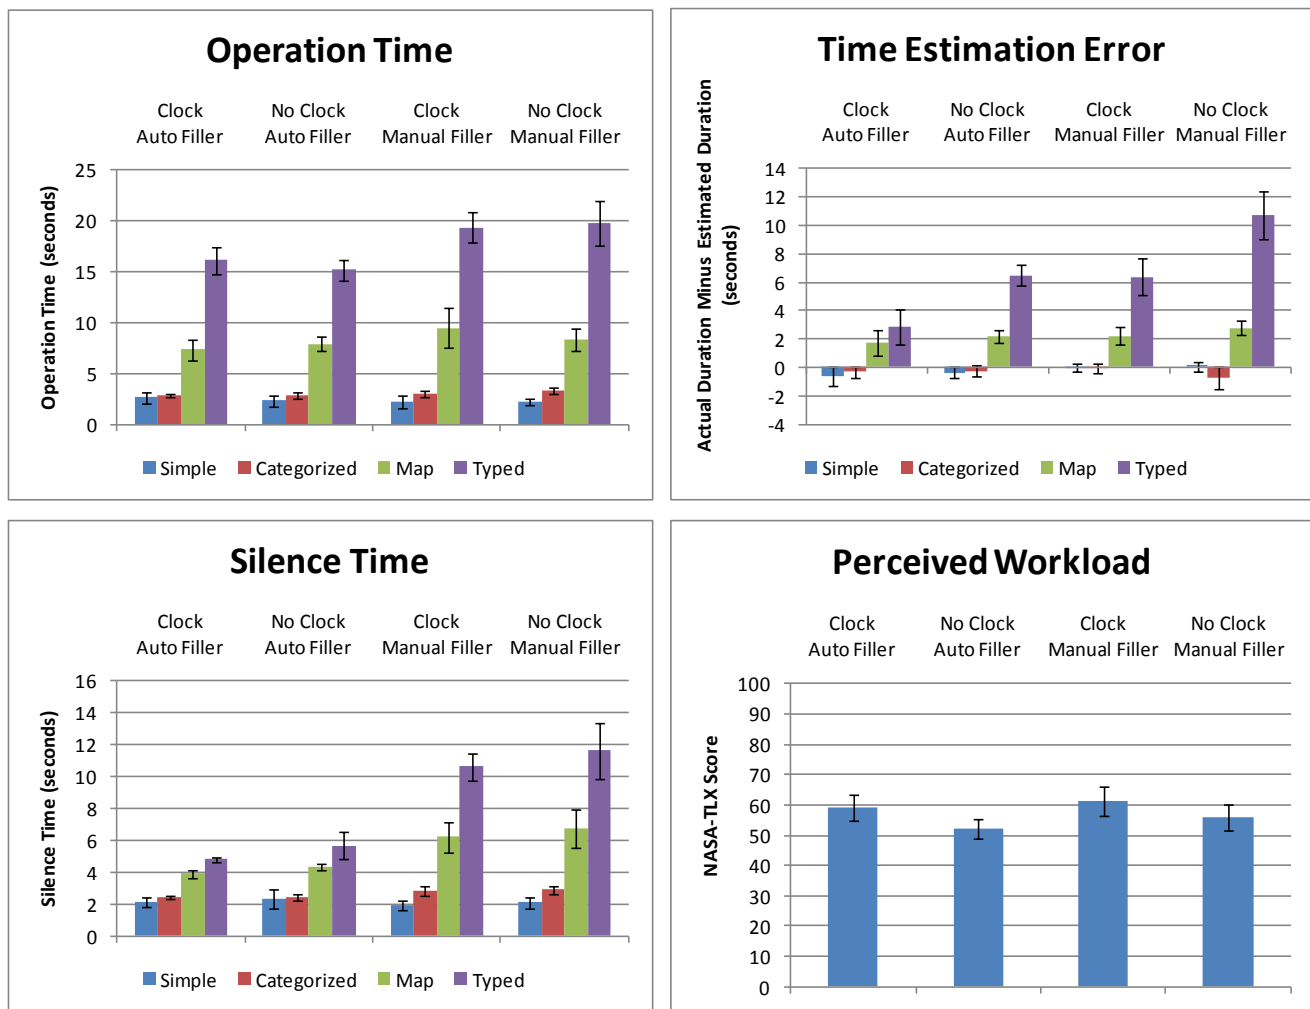 Operation Time
Clock No Clock Clock No Clock
Auto Filler Auto Filler Manual Filler Manual Filler
Operation Time (seconds)
25
20
15
10
5
0
Simple Categorized Map Typed
Time Estimation Error
Clock No Clock Clock No Clock
Auto Filler Auto Filler Manual Filler Manual Filler
Actual Duration Minus Estimated Duration
(seconds)
14
12
10
8
6
4
2
0
-2
-4
Simple Categorized Map Typed
Silence Time
Clock No Clock Clock No Clock
Auto Filler Auto Filler Manual Filler Manual Filler
Silence Time (seconds)
16
14
12
10
8
6
4
2
0
Simple Categorized Map Typed
Perceived Workload
Clock No Clock Clock No Clock
Auto Filler Auto Filler Manual Filler Manual Filler
NASA-TLX Score
100
90
80
70
60
50
40
30
20
10
0